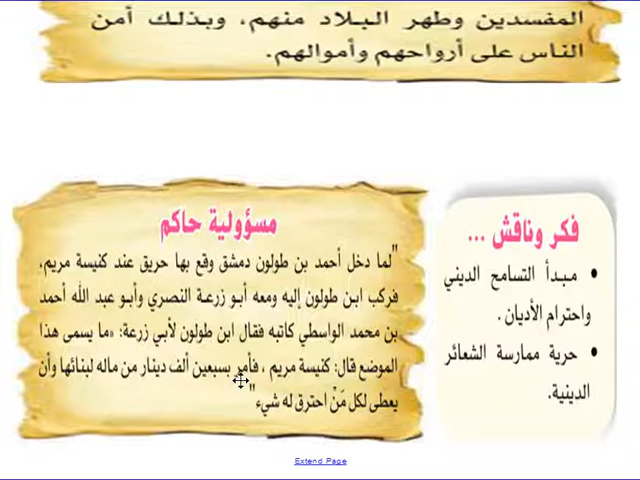 المفسدين وطهر البلاد منهم، وبذلك أمن
الناس على أرواحهم وأموالهم.
مسؤولية حاكم
"لما دخل أحمد بن طولون دمشق وقع بها حريق عند كنيسة مريم،
فركب ابن طولون إليه ومعه أبو زرعة النصري وأبو عبد الله أحمد
بن محمد الواسطي كاتبه فقال ابن طولون لأبي زرعة: «ما يسمى هذا
الموضع قال: كنيسة مريم ، فأمر بسبعين ألف دينار من ماله لبنائها وأن
يعطى لكل مَنْ احترق له شيء"
فكر وناقش ...
• مبدأ التسامح الديني
واحترام الأديان .
• حرية ممارسة الشعائر
الدينية.
Extend Page